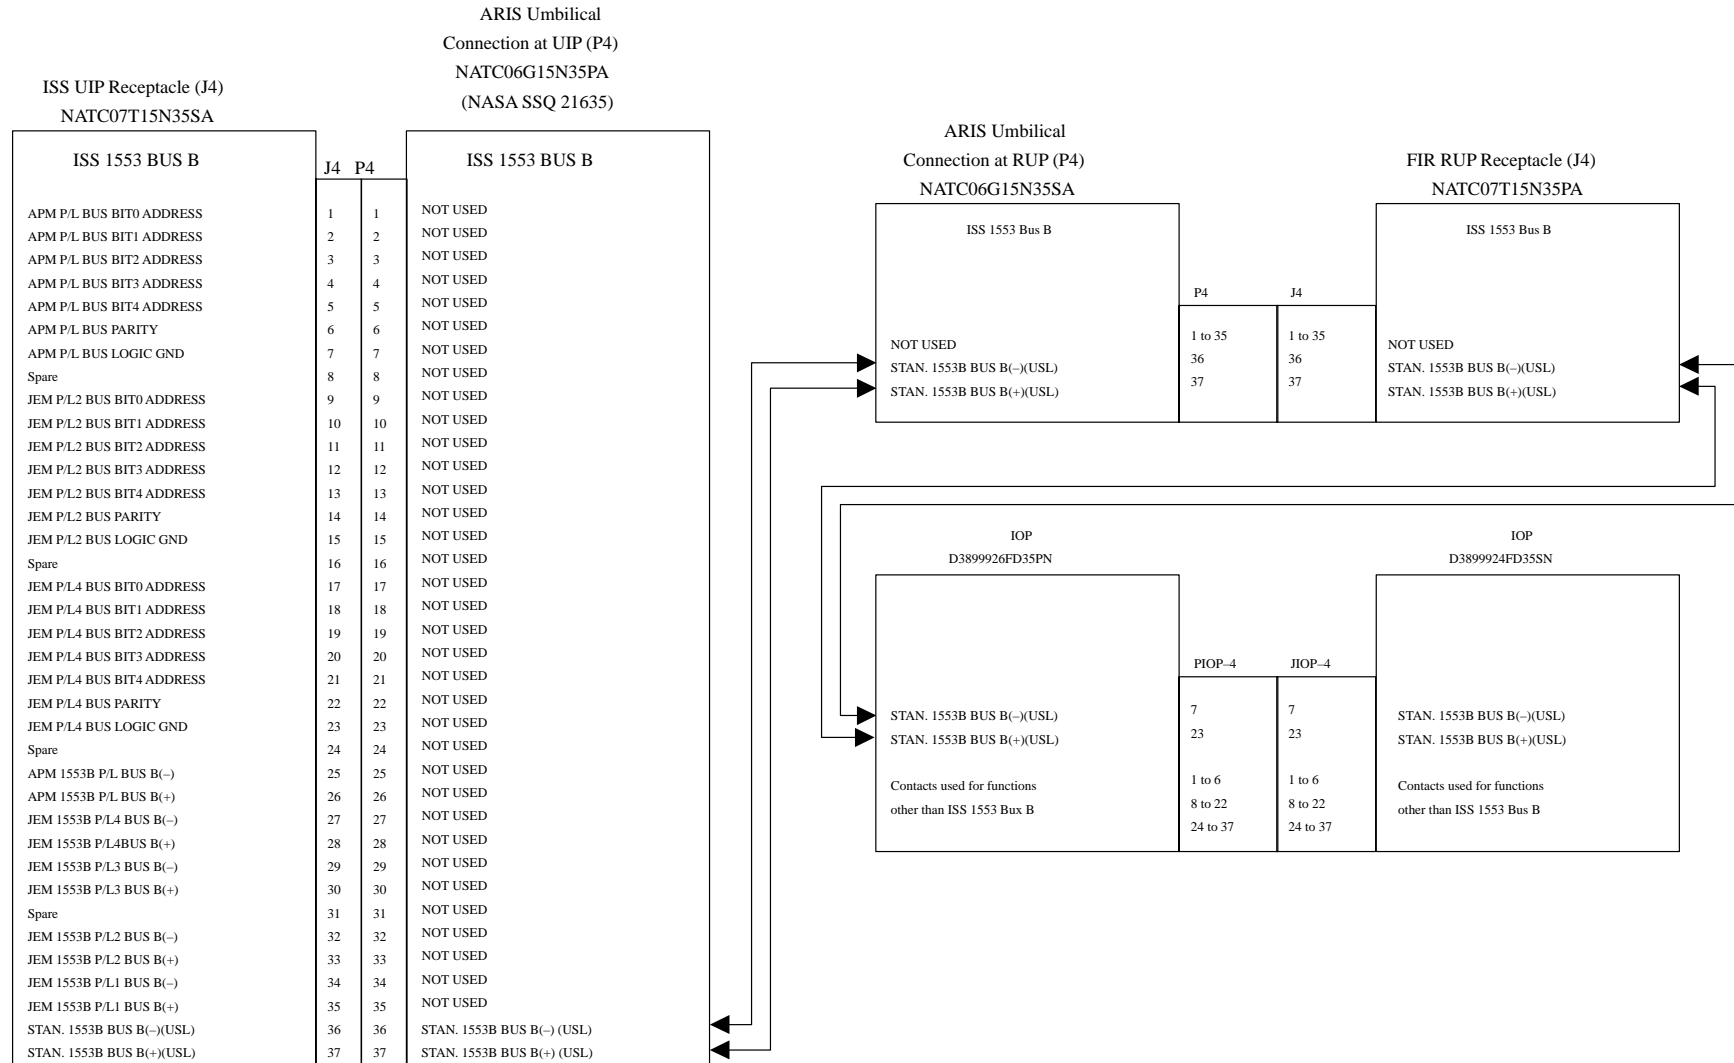 ARIS Umbilical
Connection at UIP (P4)
NATC06G15N35PA
(NASA SSQ 21635)
ISS UIP Receptacle (J4)
NATC07T15N35SA
ISS 1553 BUS B
J4 P4
ISS 1553 BUS B
APM P/L BUS BIT0 ADDRESS 1 1 NOT USED
APM P/L BUS BIT1 ADDRESS 2 2 NOT USED
APM P/L BUS BIT2 ADDRESS 3 3 NOT USED
APM P/L BUS BIT3 ADDRESS 4 4 NOT USED
APM P/L BUS BIT4 ADDRESS 5 5 NOT USED
APM P/L BUS PARITY 6 6 NOT USED
APM P/L BUS LOGIC GND 7 7 NOT USED
Spare 8 8 NOT USED
JEM P/L2 BUS BIT0 ADDRESS 9 9 NOT USED
JEM P/L2 BUS BIT1 ADDRESS 10 10 NOT USED
JEM P/L2 BUS BIT2 ADDRESS 11 11 NOT USED
JEM P/L2 BUS BIT3 ADDRESS 12 12 NOT USED
JEM P/L2 BUS BIT4 ADDRESS 13 13 NOT USED
JEM P/L2 BUS PARITY 14 14 NOT USED
JEM P/L2 BUS LOGIC GND 15 15 NOT USED
Spare 16 16 NOT USED
JEM P/L4 BUS BIT0 ADDRESS 17 17 NOT USED
JEM P/L4 BUS BIT1 ADDRESS 18 18 NOT USED
JEM P/L4 BUS BIT2 ADDRESS 19 19 NOT USED
JEM P/L4 BUS BIT3 ADDRESS 20 20 NOT USED
JEM P/L4 BUS BIT4 ADDRESS 21 21 NOT USED
JEM P/L4 BUS PARITY 22 22 NOT USED
JEM P/L4 BUS LOGIC GND 23 23 NOT USED
Spare 24 24 NOT USED
APM 1553B P/L BUS B(–) 25 25 NOT USED
APM 1553B P/L BUS B(+) 26 26 NOT USED
JEM 1553B P/L4 BUS B(–) 27 27 NOT USED
JEM 1553B P/L4BUS B(+) 28 28 NOT USED
JEM 1553B P/L3 BUS B(–) 29 29 NOT USED
JEM 1553B P/L3 BUS B(+) 30 30 NOT USED
Spare 31 31 NOT USED
JEM 1553B P/L2 BUS B(–) 32 32 NOT USED
JEM 1553B P/L2 BUS B(+) 33 33 NOT USED
JEM 1553B P/L1 BUS B(–) 34 34 NOT USED
JEM 1553B P/L1 BUS B(+) 35 35 NOT USED
STAN. 1553B BUS B(–)(USL) 36 36 STAN. 1553B BUS B(–) (USL)
STAN. 1553B BUS B(+)(USL) 37 37 STAN. 1553B BUS B(+) (USL)
ARIS Umbilical
Connection at RUP (P4)
NATC06G15N35SA
FIR RUP Receptacle (J4)
NATC07T15N35PA
ISS 1553 Bus B
ISS 1553 Bus B
P4 J4
NOT USED 1 to 35 1 to 35 NOT USED
STAN. 1553B BUS B(–)(USL) 36 36 STAN. 1553B BUS B(–)(USL)
STAN. 1553B BUS B(+)(USL) 37 37 STAN. 1553B BUS B(+)(USL)
IOP
D3899926FD35PN
IOP
D3899924FD35SN
PIOP–4 JIOP–4
STAN. 1553B BUS B(–)(USL) 7 7 STAN. 1553B BUS B(–)(USL)
STAN. 1553B BUS B(+)(USL) 23 23 STAN. 1553B BUS B(+)(USL)
Contacts used for functions 1 to 6 1 to 6 Contacts used for functions
other than ISS 1553 Bux B 8 to 22 8 to 22 other than ISS 1553 Bus B
24 to 37 24 to 37